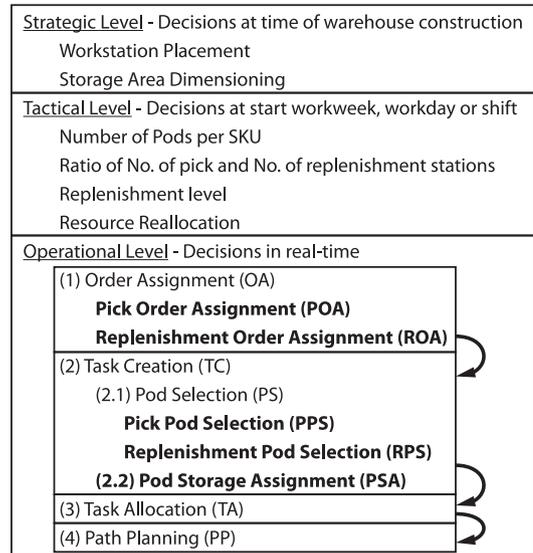 Strategic Level - Decisions at time of warehouse construction
Workstation Placement
Storage Area Dimensioning
Tactical Level - Decisions at start workweek, workday or shift
Number of Pods per SKU
Ratio of No. of pick and No. of replenishment stations
Replenishment level
Resource Reallocation
Operational Level - Decisions in real-time
(1) Order Assignment (OA)
Pick Order Assignment (POA)
Replenishment Order Assignment (ROA)
(2) Task Creation (TC)
(2.1) Pod Selection (PS)
Pick Pod Selection (PPS)
Replenishment Pod Selection (RPS)
(2.2) Pod Storage Assignment (PSA)
(3) Task Allocation (TA)
(4) Path Planning (PP)